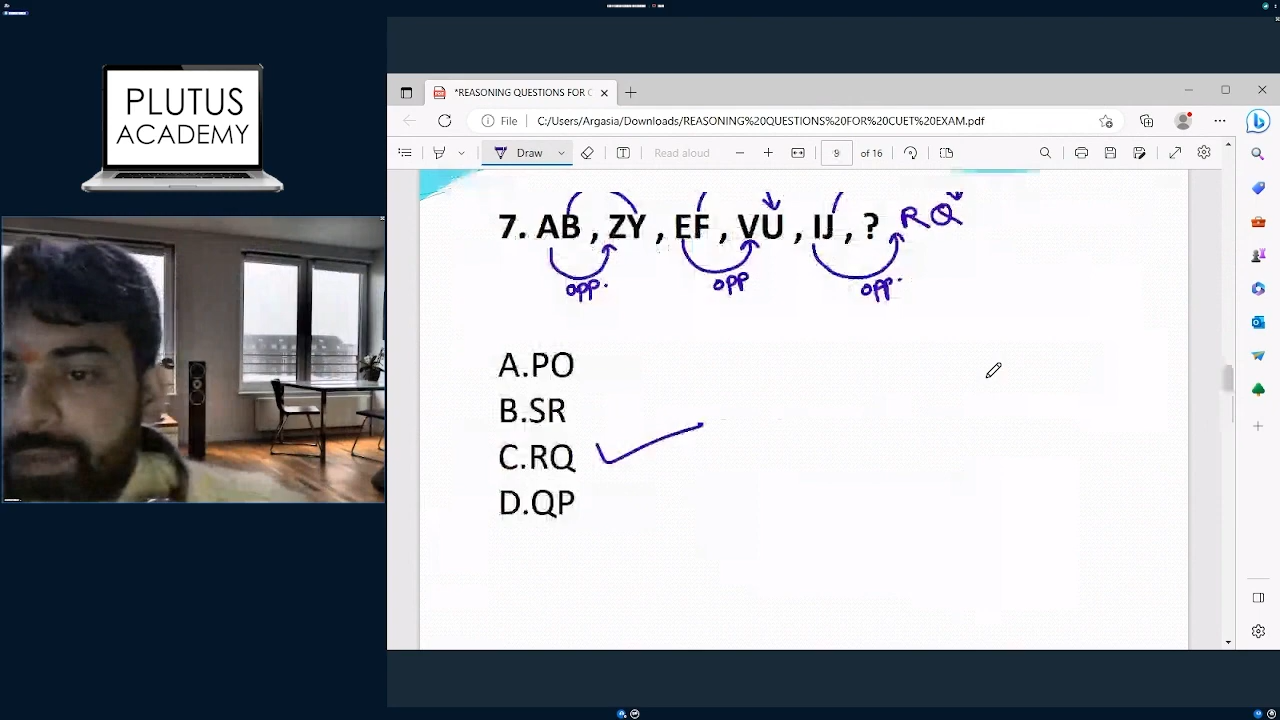 PLUTUS
ACADEMY
*REASONING QUESTIONS FOR C
File
C:/Users/Argasia/Downloads/REASONING%20QUESTIONS%20FOR%20CUET%20EXAM.pdf
Draw
Read aloud
9 of 16
7. AB , ZY , EF , VU , IJ , ? RQ
opp. opp opp.
A.PO
B.SR
C.RQ
D.QP